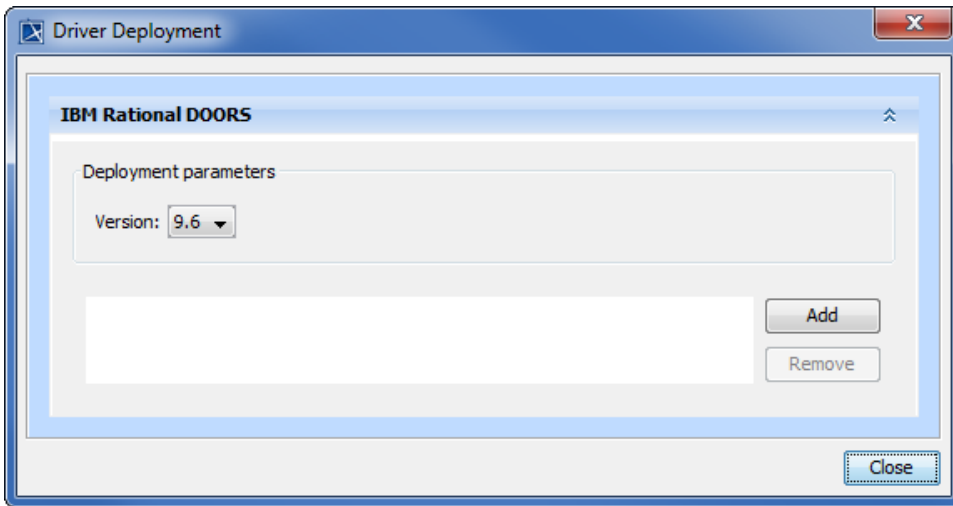 Driver Deployment
IBM Rational DOORS
Deployment parameters
Version: 9.6
Add
Remove
Close